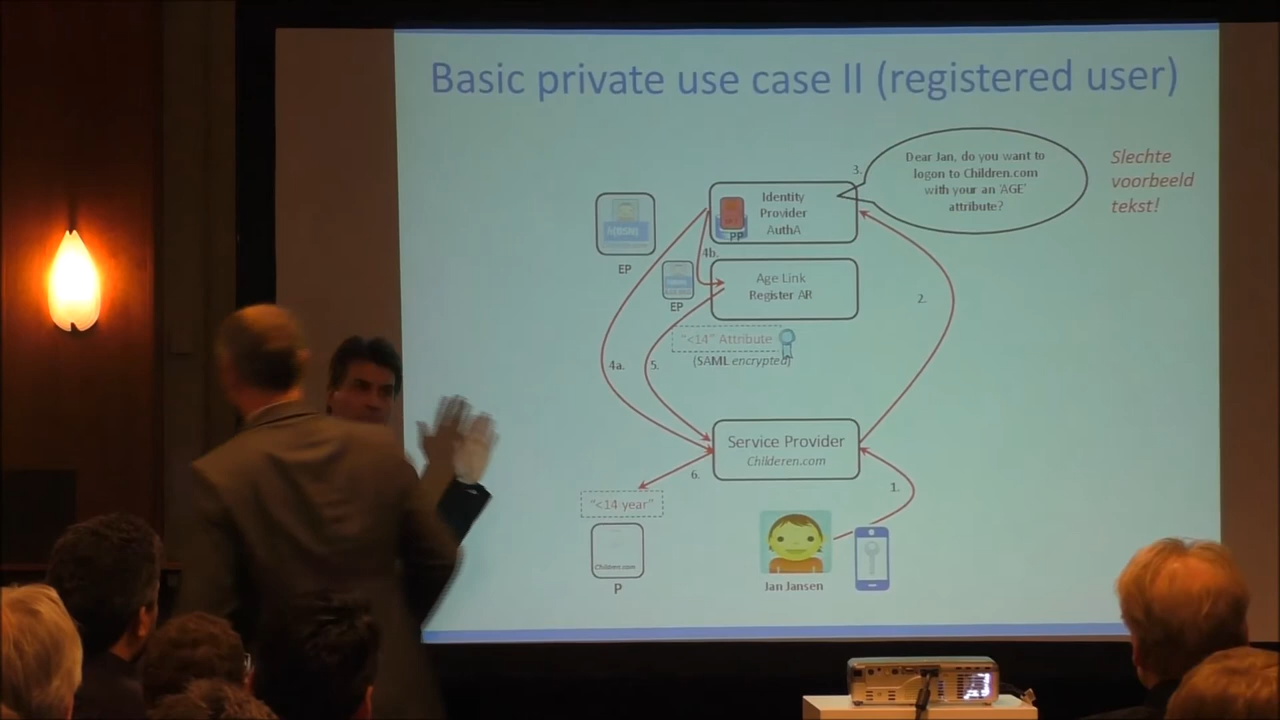 Basic private use case II (registered user)
3.
Dear Jan, do you want to
logon to Children.com
with your an 'AGE'
attribute?
Slechte
voorbeeld
tekst!
Identity
Provider
AuthA
PP
EP
4b.
Age Link
Register AR
EP
2.
"<14" Attribute
(SAML encrypted)
4a.
5.
Service Provider
Childeren.com
6.
1.
"<14 year"
Children.com
P
Jan Jansen